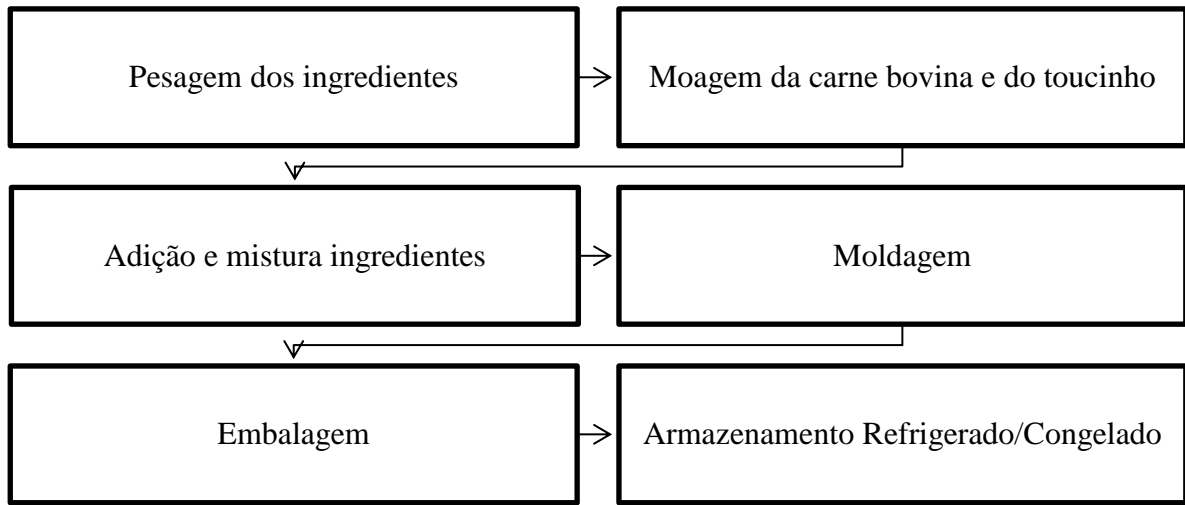 Pesagem dos ingredientes
Moagem da carne bovina e do toucinho
Adição e mistura ingredientes
Moldagem
Embalagem
Armazenamento Refrigerado/Congelado